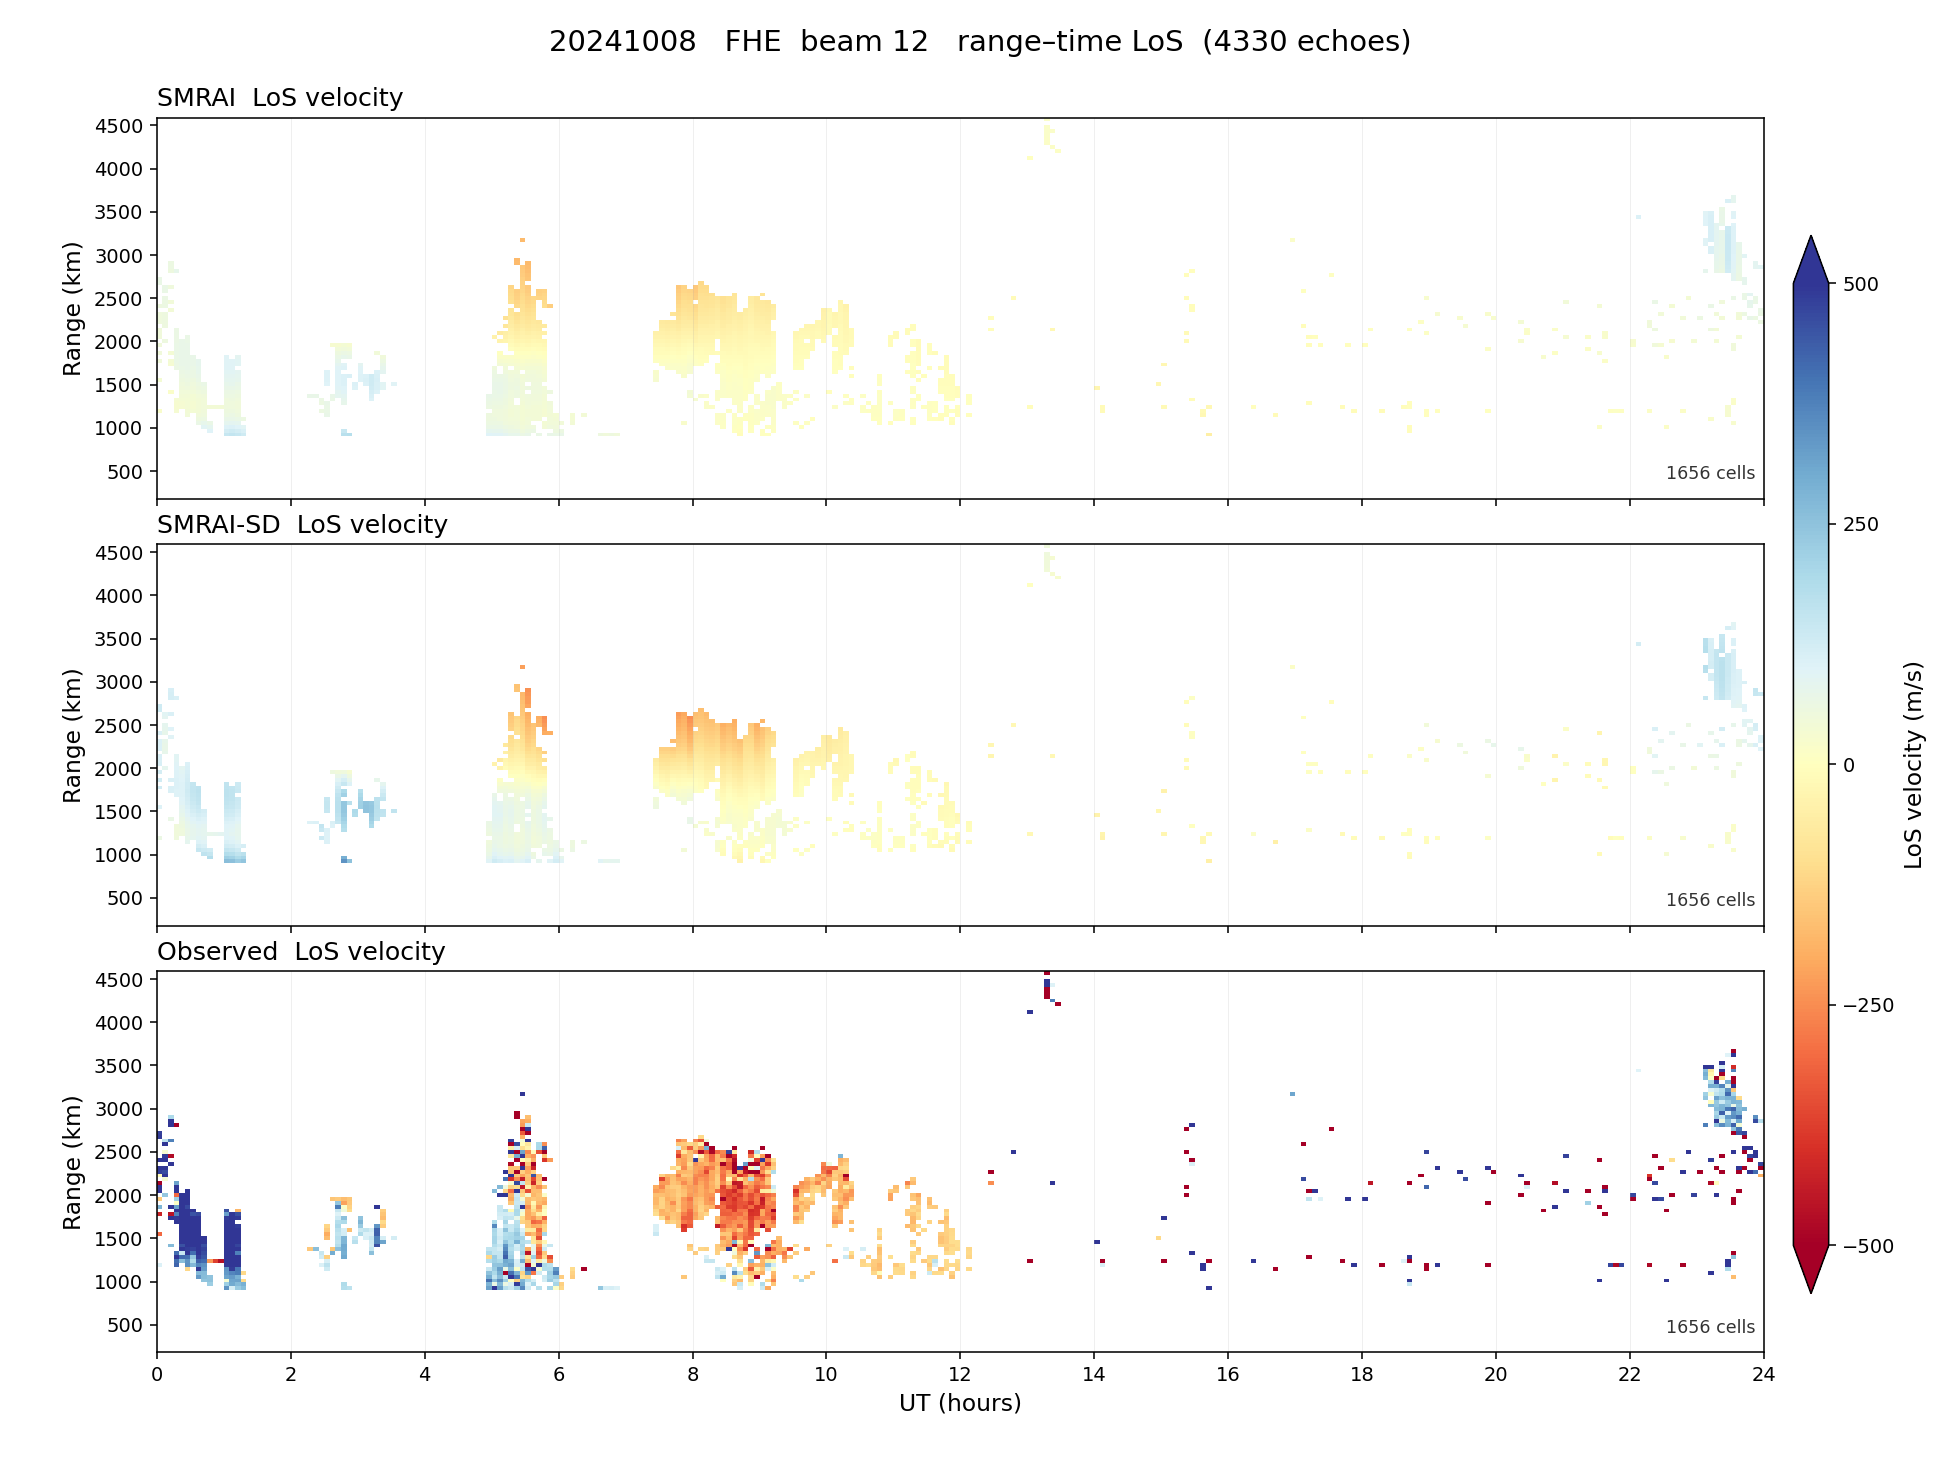 20241008   FHE  beam 12   range–time LoS  (4330 echoes)
SMRAI  LoS velocity
4500
4000
3500
3000
2500
2000
1500
1000
500
Range (km)
1656 cells
SMRAI-SD  LoS velocity
4500
4000
3500
3000
2500
2000
1500
1000
500
Range (km)
1656 cells
Observed  LoS velocity
4500
4000
3500
3000
2500
2000
1500
1000
500
Range (km)
1656 cells
0 2 4 6 8 10 12 14 16 18 20 22 24
UT (hours)
500
250
0
−250
−500
LoS velocity (m/s)